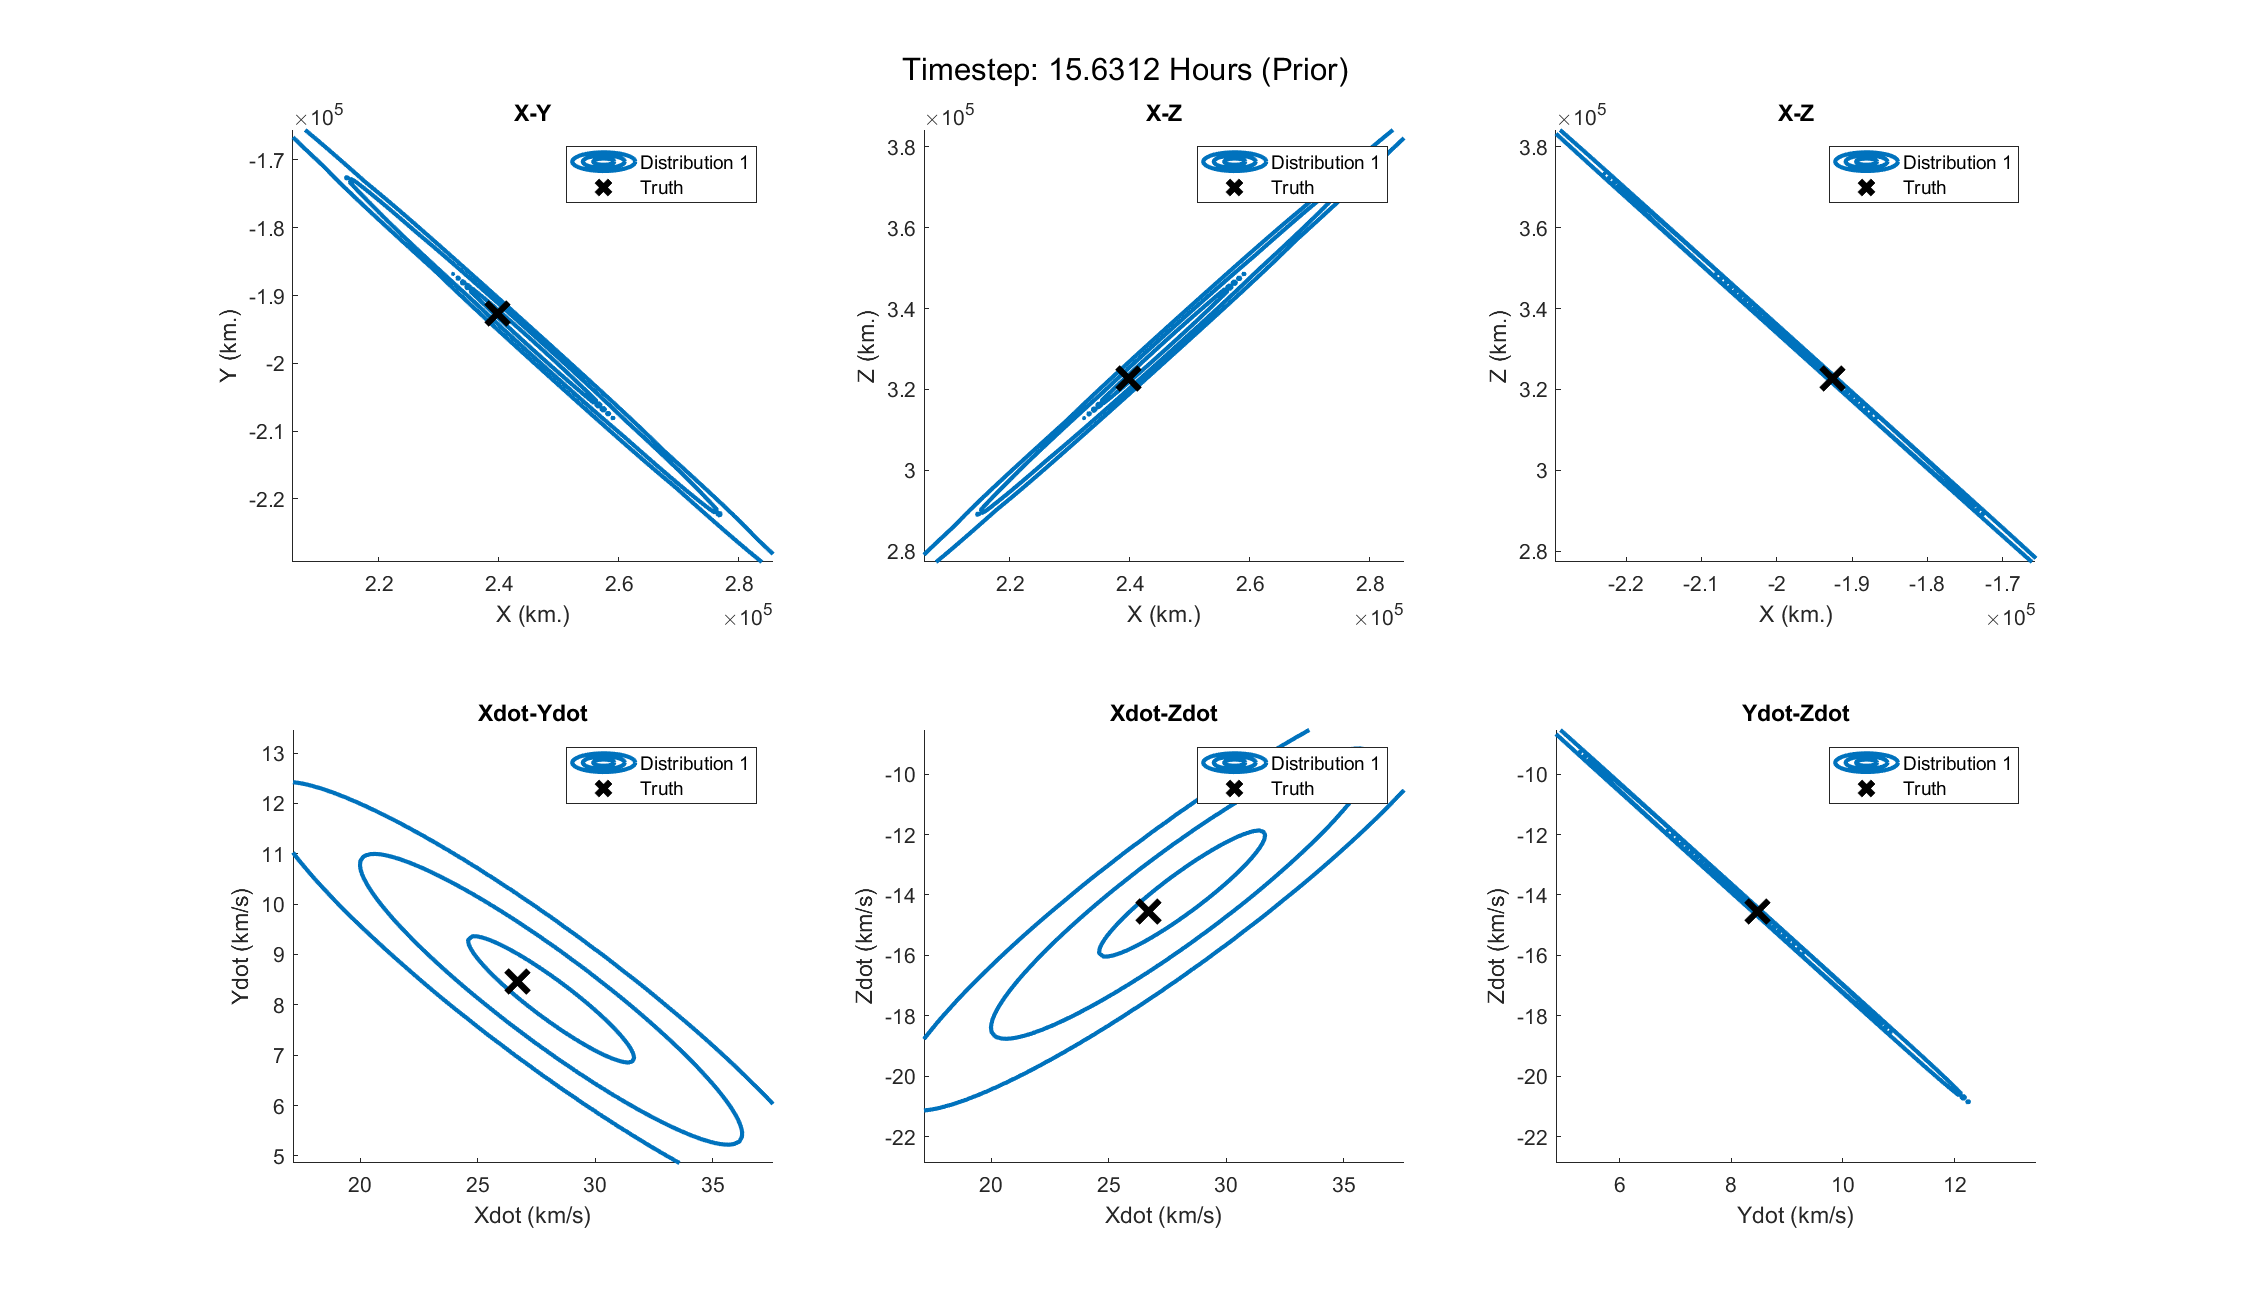 Timestep: 15.6312 Hours (Prior)
X-Y
×10^5
Distribution 1
Truth
-1.7
-1.8
-1.9
-2
-2.1
-2.2
Y (km.)
2.2 2.4 2.6 2.8
X (km.)
×10^5
X-Z
×10^5
Distribution 1
Truth
3.8
3.6
3.4
3.2
3
2.8
Z (km.)
2.2 2.4 2.6 2.8
X (km.)
×10^5
X-Z
×10^5
Distribution 1
Truth
3.8
3.6
3.4
3.2
3
2.8
Z (km.)
-2.2 -2.1 -2 -1.9 -1.8 -1.7
X (km.)
×10^5
Xdot-Ydot
Distribution 1
Truth
13
12
11
10
9
8
7
6
5
Ydot (km/s)
20 25 30 35
Xdot (km/s)
Xdot-Zdot
Distribution 1
Truth
-10
-12
-14
-16
-18
-20
-22
Zdot (km/s)
20 25 30 35
Xdot (km/s)
Ydot-Zdot
Distribution 1
Truth
-10
-12
-14
-16
-18
-20
-22
Zdot (km/s)
6 8 10 12
Ydot (km/s)